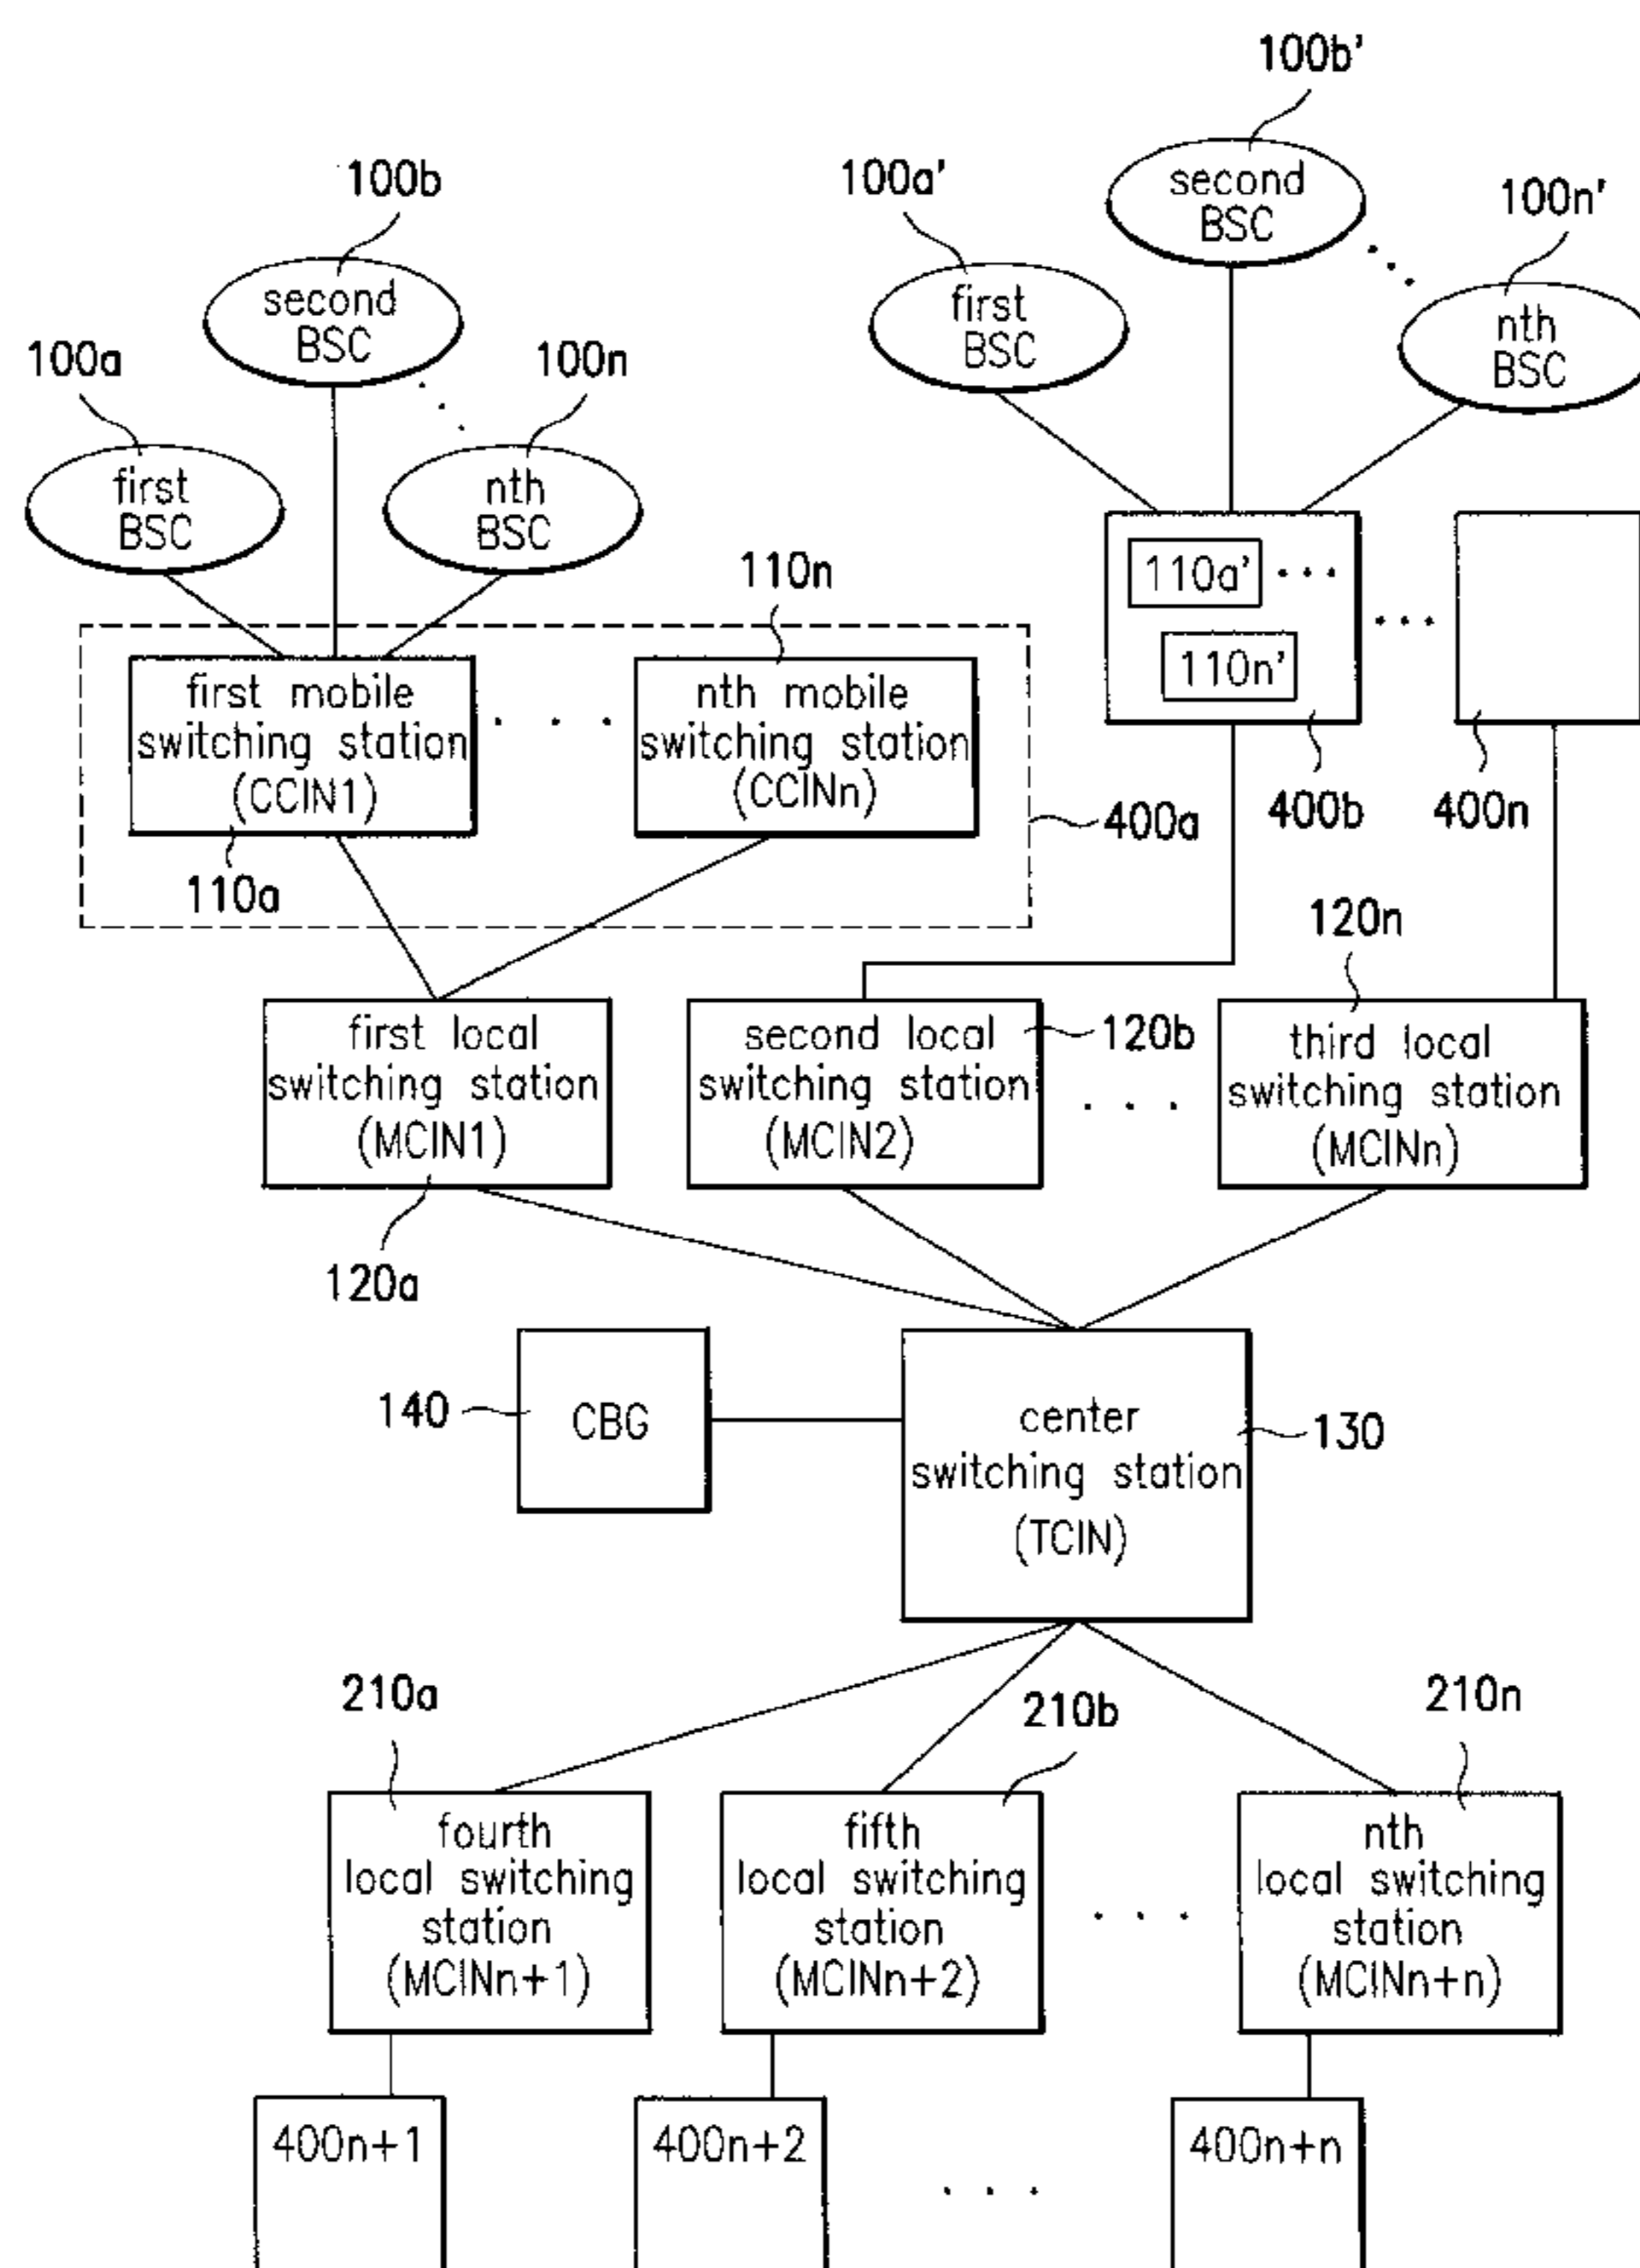 100b'
100b
100a'
second
BSC
100n'
second
BSC
first
BSC
nth
BSC
100a
100n
first
BSC
nth
BSC
110n
110a'
110n'
first mobile
switching station
(CCIN1)
nth mobile
switching station
(CCINn)
400a
400b
400n
110a
120n
first local
switching station
(MCIN1)
second local
switching station
(MCIN2)
120b
third local
switching station
(MCINn)
120a
140
CBG
center
switching station
(TCIN)
130
210a
210b
210n
fourth
local switching
station
(MCINn+1)
fifth
local switching
station
(MCINn+2)
nth
local switching
station
(MCINn+n)
400n+1
400n+2
400n+n